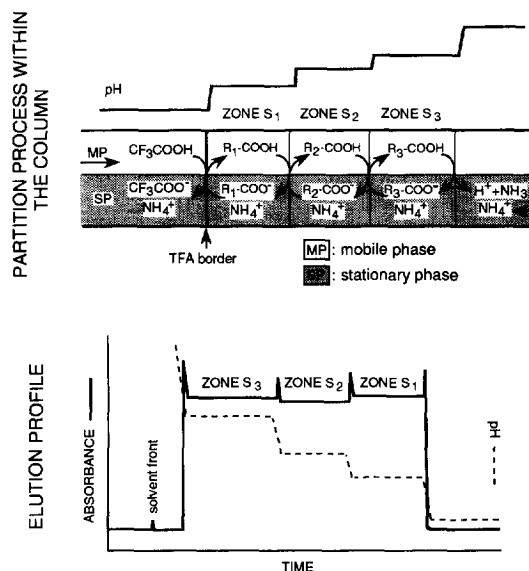 PARTITION PROCESS WITHIN
THE COLUMN
pH
ZONE S1 ZONE S2 ZONE S3
MP CF3COOH R1-COOH R2-COOH R3-COOH
SP CF3COO- R1-COO- R2-COO- R3-COO- H+ +NH3
NH4+ NH4+ NH4+ NH4+ NH4+
TFA border
MP : mobile phase
SP : stationary phase
ELUTION PROFILE
ABSORBANCE
solvent front
ZONE S3 ZONE S2 ZONE S1
pH
TIME